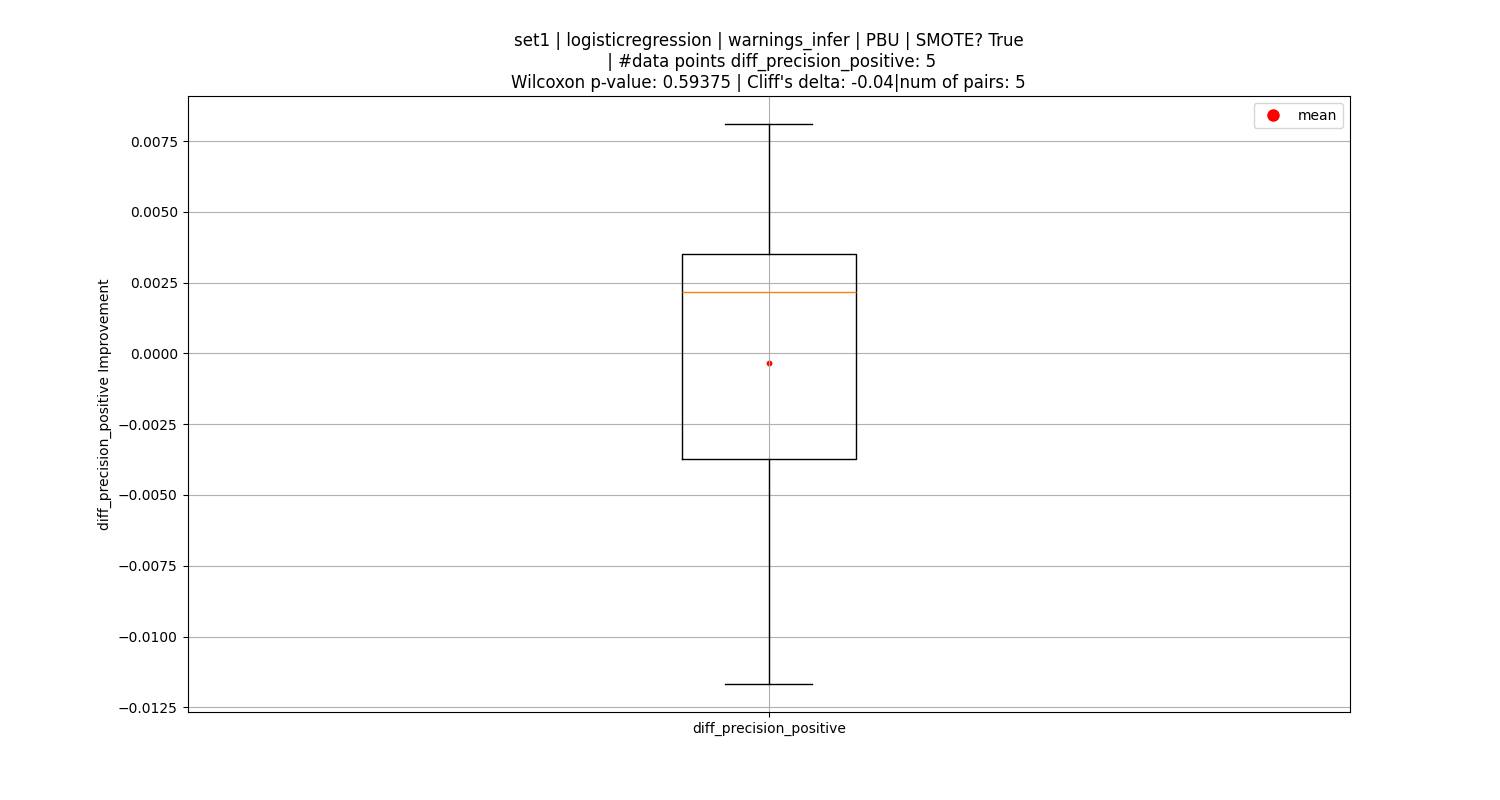 set1 | logisticregression | warnings_infer | PBU | SMOTE? True
| #data points diff_precision_positive: 5
Wilcoxon p-value: 0.59375 | Cliff's delta: -0.04|num of pairs: 5
mean
0.0075
0.0050
0.0025
0.0000
−0.0025
−0.0050
−0.0075
−0.0100
−0.0125
diff_precision_positive Improvement
diff_precision_positive